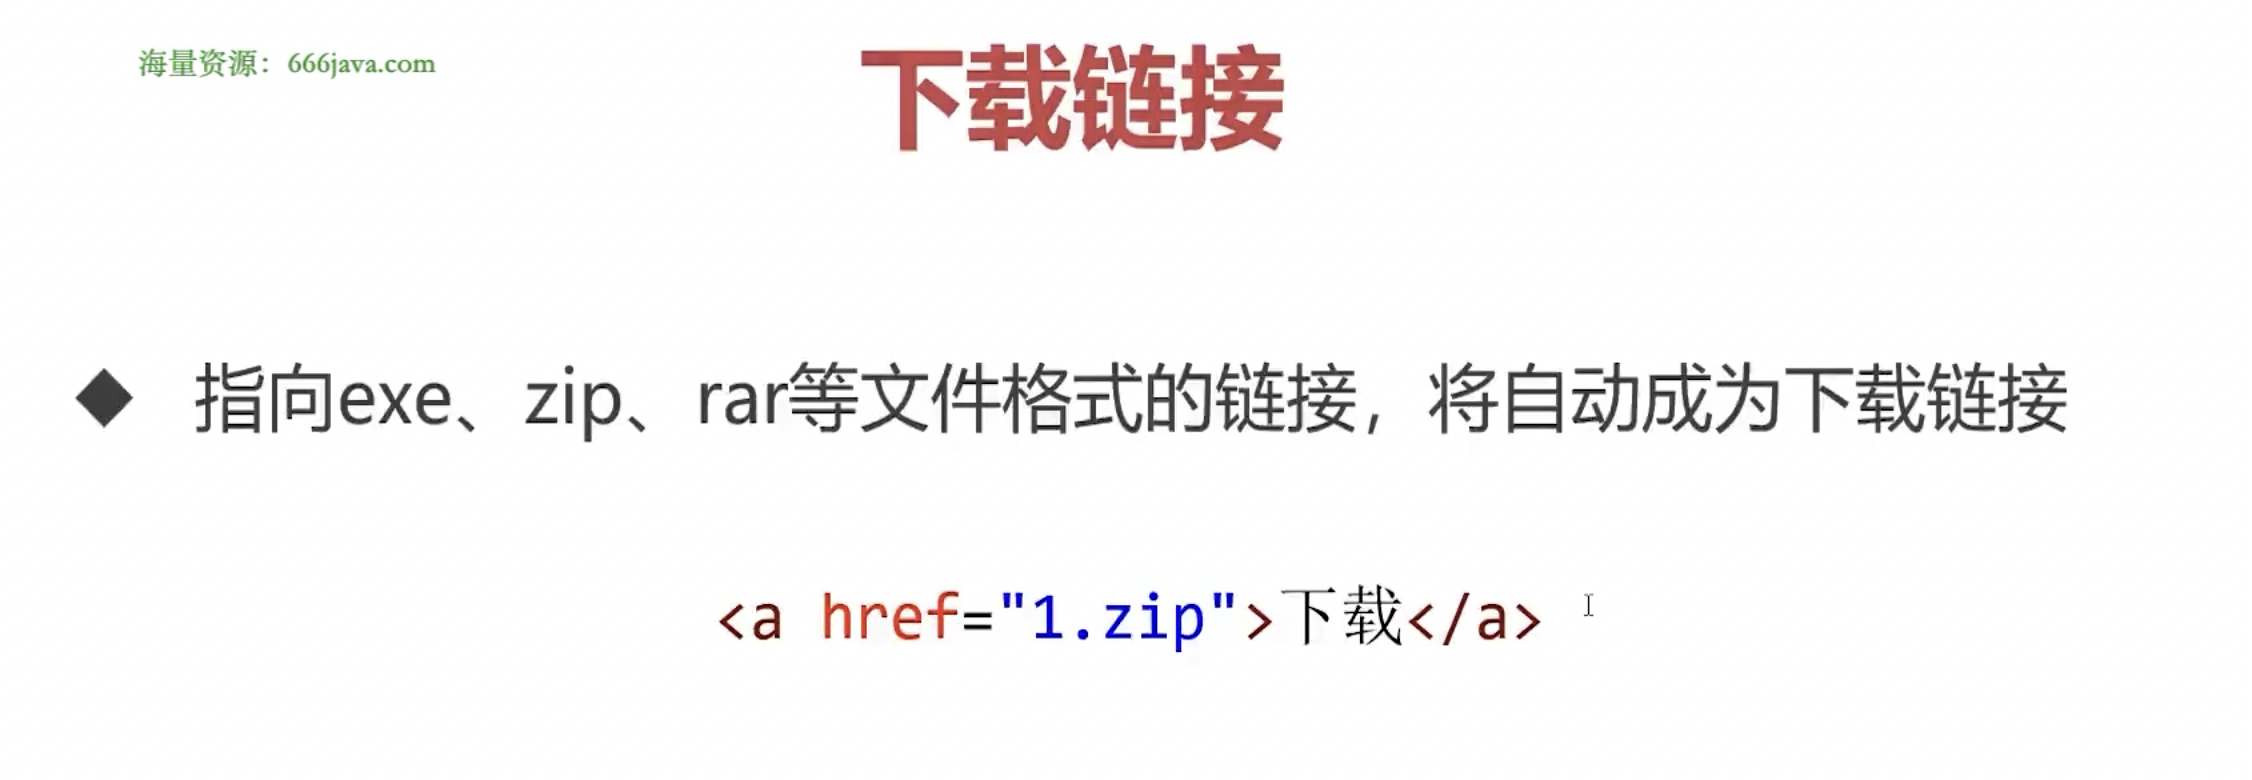 海量资源：666java.com
下载链接
◆ 指向exe、zip、rar等文件格式的链接，将自动成为下载链接
<a href="1.zip">下载</a>